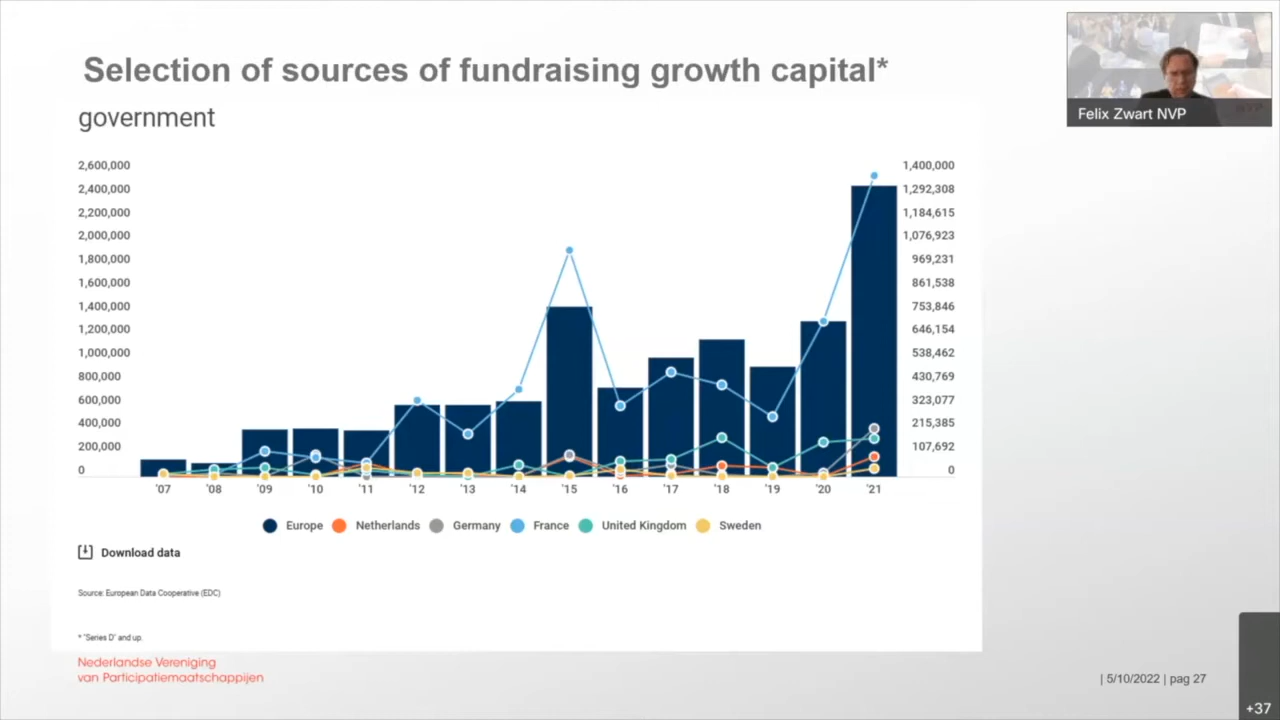 Selection of sources of fundraising growth capital*
Felix Zwart NVP
government
2,600,000
2,400,000
2,200,000
2,000,000
1,800,000
1,600,000
1,400,000
1,200,000
1,000,000
800,000
600,000
400,000
200,000
0
1,400,000
1,292,308
1,184,615
1,076,923
969,231
861,538
753,846
646,154
538,462
430,769
323,077
215,385
107,692
0
'07 '08 '09 '10 '11 '12 '13 '14 '15 '16 '17 '18 '19 '20 '21
Europe Netherlands Germany France United Kingdom Sweden
Download data
Source: European Data Cooperative (EDC)
* "Series D" and up.
Nederlandse Vereniging
van Participatiemaatschappijen
| 5/10/2022 | pag 27
+37